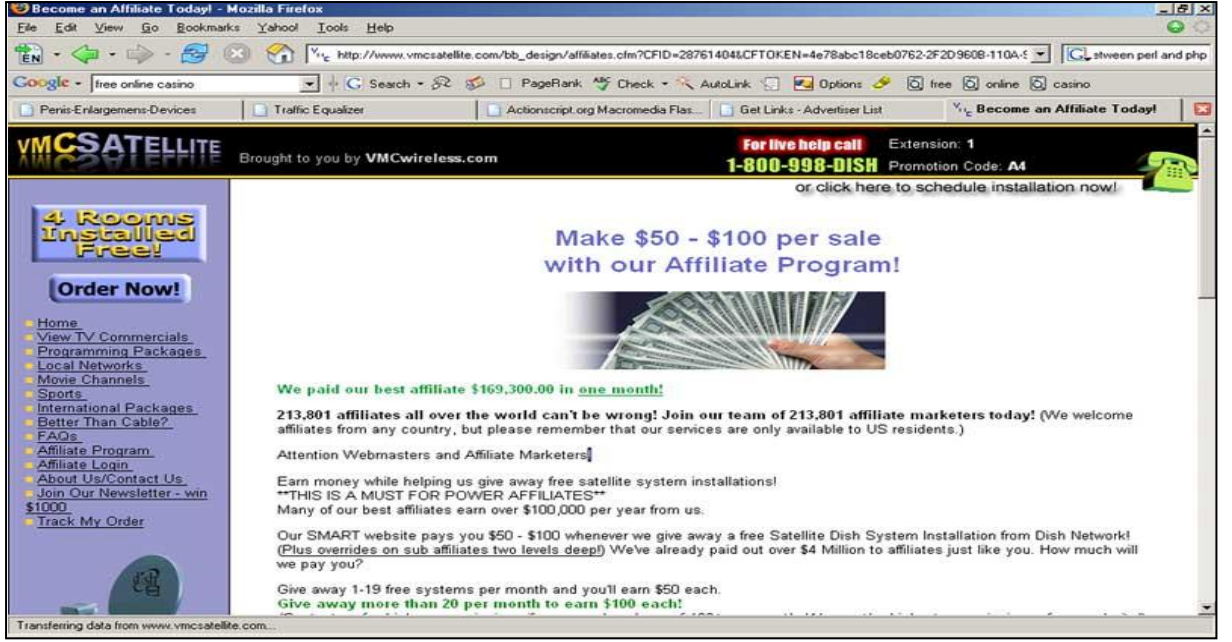 Become an Affiliate Today! - Mozilla Firefox
File Edit View Go Bookmarks Yahoo! Tools Help
EN http://www.vmcsatellite.com/bb_design/affiliates.cfm?CFID=28761404&CFTOKEN=4e78abc18ceb0762-2F2D960B-110A- stween perl and php
Google free online casino Search PageRank Check AutoLink Options free online casino
Penis-Enlargemens-Devices Traffic Equalizer Actionscript.org Macromedia Flas... Get Links - Advertiser List Become an Affiliate Today!
VMCSATELLITE Brought to you by VMCwireless.com For live help call Extension: 1
1-800-998-DISH Promotion Code: A4
or click here to schedule installation now!
4 Rooms
Installed
Free!
Order Now!
Home
View TV Commercials
Programming Packages
Local Networks
Movie Channels
Sports
International Packages
Better Than Cable?
FAQs
Affiliate Program
Affiliate Login
About Us/Contact Us
Join Our Newsletter - win
$1000
Track My Order
Make $50 - $100 per sale
with our Affiliate Program!
We paid our best affiliate $169,300.00 in one month!
213,801 affiliates all over the world can't be wrong! Join our team of 213,801 affiliate marketers today! (We welcome
affiliates from any country, but please remember that our services are only available to US residents.)
Attention Webmasters and Affiliate Marketers
Earn money while helping us give away free satellite system installations!
**THIS IS A MUST FOR POWER AFFILIATES**
Many of our best affiliates earn over $100,000 per year from us.
Our SMART website pays you $50 - $100 whenever we give away a free Satellite Dish System Installation from Dish Network!
(Plus overrides on sub affiliates two levels deep!) We've already paid out over $4 Million to affiliates just like you. How much will
we pay you?
Give away 1-19 free systems per month and you'll earn $50 each.
Give away more than 20 per month to earn $100 each!
Transferring data from www.vmcsatellite.com...